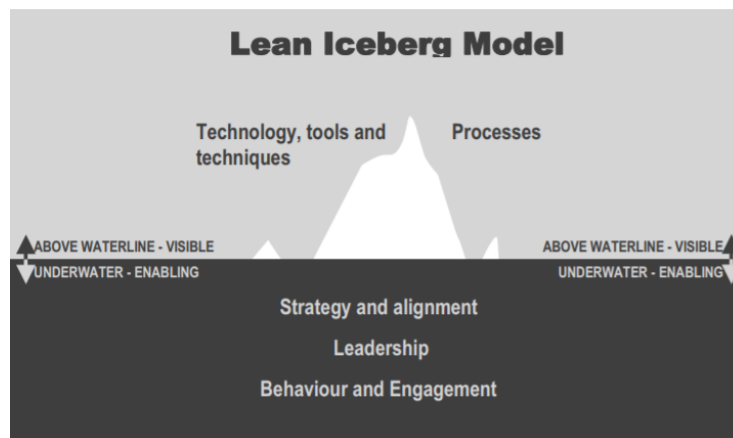 Lean Iceberg Model
Technology, tools and
techniques
Processes
ABOVE WATERLINE - VISIBLE
ABOVE WATERLINE - VISIBLE
UNDERWATER - ENABLING
UNDERWATER - ENABLING
Strategy and alignment
Leadership
Behaviour and Engagement